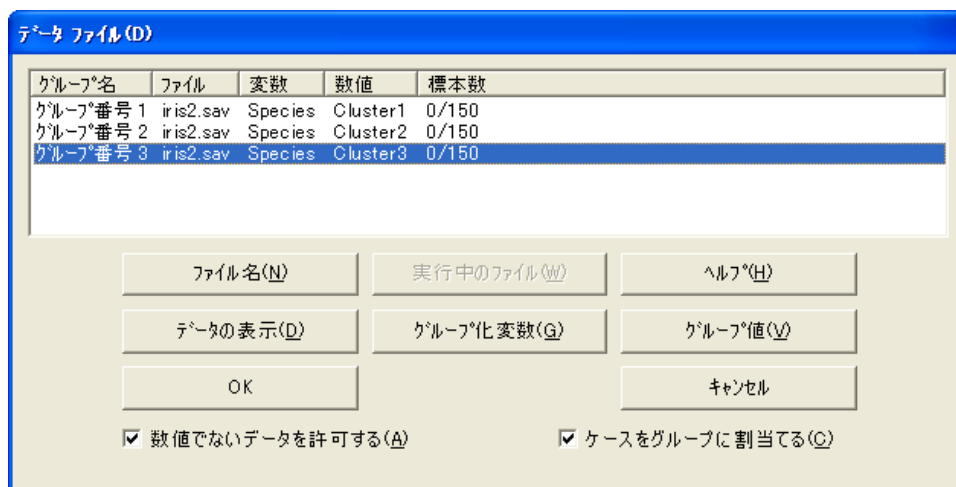 データ ファイル(D)
グループ名 ファイル 変数 数値 標本数
グループ番号 1 iris2.sav Species Cluster1 0/150
グループ番号 2 iris2.sav Species Cluster2 0/150
グループ番号 3 iris2.sav Species Cluster3 0/150
ファイル名(N) 実行中のファイル(W) ヘルプ(H)
データの表示(D) グループ化変数(G) グループ値(V)
OK キャンセル
数値でないデータを許可する(A) ケースをグループに割当てる(C)